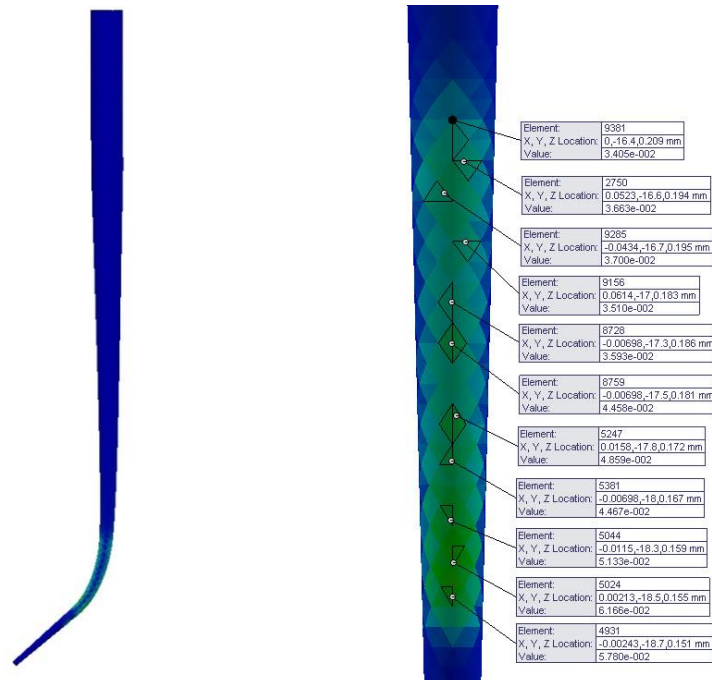 Element: 9381
X, Y, Z Location: 0,-16.4,0.209 mm
Value: 3.405e-002
Element: 2750
X, Y, Z Location: 0.0523,-16.6,0.194 mm
Value: 3.663e-002
Element: 9285
X, Y, Z Location: -0.0434,-16.7,0.195 mm
Value: 3.700e-002
Element: 9156
X, Y, Z Location: 0.0614,-17,0.183 mm
Value: 3.510e-002
Element: 8728
X, Y, Z Location: -0.00698,-17.3,0.186 mm
Value: 3.593e-002
Element: 8759
X, Y, Z Location: -0.00698,-17.5,0.181 mm
Value: 4.458e-002
Element: 5247
X, Y, Z Location: 0.0158,-17.8,0.172 mm
Value: 4.859e-002
Element: 5381
X, Y, Z Location: -0.00698,-18,0.167 mm
Value: 4.467e-002
Element: 5044
X, Y, Z Location: -0.0115,-18.3,0.159 mm
Value: 5.133e-002
Element: 5024
X, Y, Z Location: 0.00213,-18.5,0.155 mm
Value: 6.166e-002
Element: 4931
X, Y, Z Location: -0.00243,-18.7,0.151 mm
Value: 5.780e-002